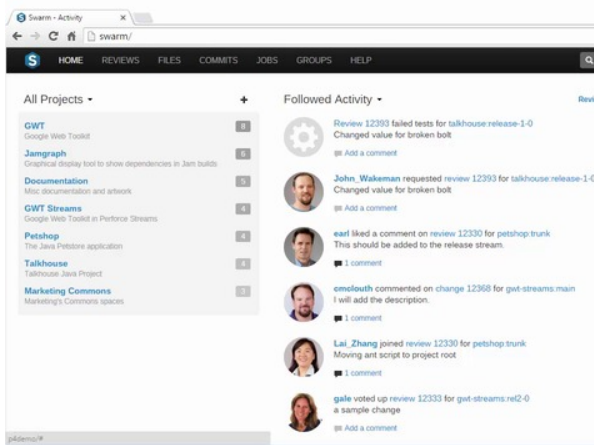 Swarm - Activity
swarm/
HOME REVIEWS FILES COMMITS JOBS GROUPS HELP
All Projects
+
GWT 8
Google Web Toolkit
Jamgraph 6
Graphical display tool to show dependencies in Jam builds
Documentation 5
Misc documentation and artwork
GWT Streams 4
Google Web Toolkit in Perforce Streams
Petshop 4
The Java Petstore application
Talkhouse 4
Talkhouse Java Project
Marketing Commons
Marketing's Commons spaces
Followed Activity
Review 12393 failed tests for talkhouse:release-1-0
Changed value for broken bolt
Add a comment
John_Wakeman requested review 12393 for talkhouse:release-1-0
Changed value for broken bolt
Add a comment
earl liked a comment on review 12330 for petshop:trunk
This should be added to the release stream.
1 comment
cmclouth commented on change 12368 for gwt-streams:main
I will add the description.
1 comment
Lai_Zhang joined review 12330 for petshop:trunk
Moving ant script to project root
1 comment
gale voted up review 12333 for gwt-streams:rel2-0
a sample change
Add a comment
p4demo/#